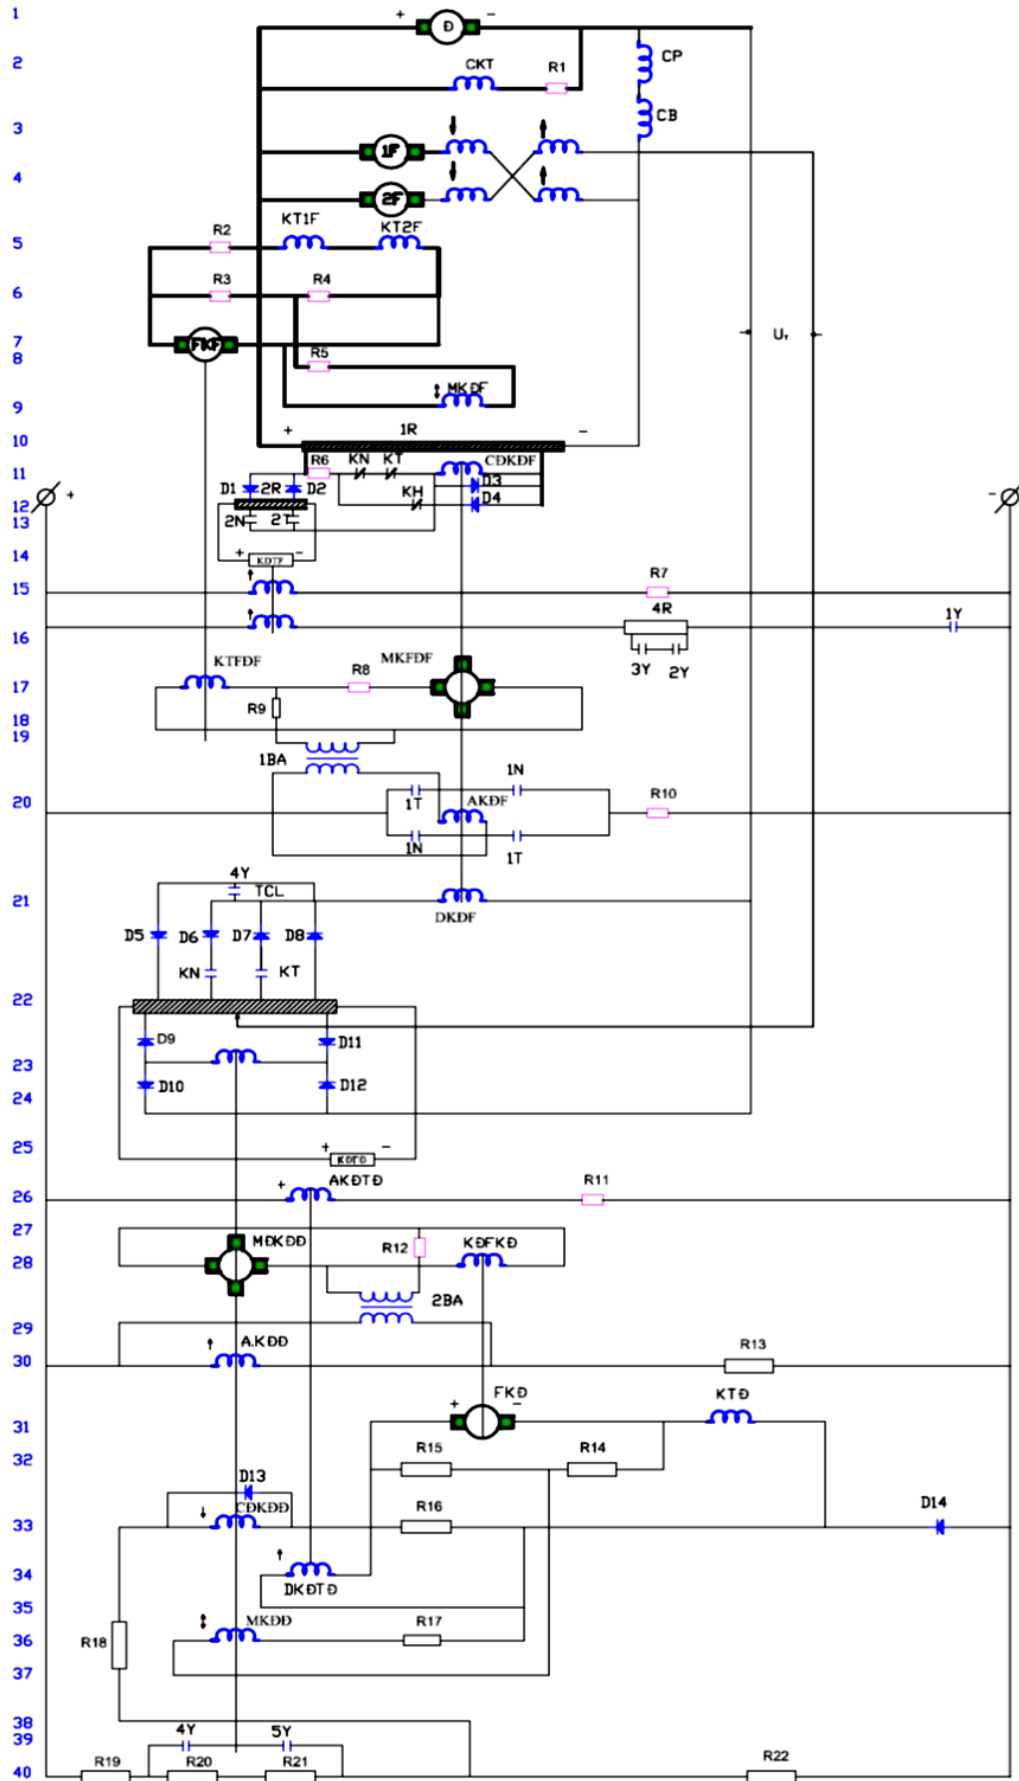 1
+ Đ -
2
CKT R1 CP
3
CB
1F
4
2F
KT1F
R2 KT2F
5
R3 R4
6
7
FKF
UT
8
R5
MKĐF
9
+ 1R -
10
KN KT CĐKĐF
11
R6
D3
D1 2R D2
KH D4
+ -
12
2N 2T
13
14
+ KĐTF -
15
R7
4R
1Y
16
3Y 2Y
KTFĐF MKFĐF
R8
17
R9
18
19
1BA
1N
20
1T AKĐF R10
1N 1T
4Y
TCL
21
DKĐF
D5 D6 D7 D8
KN KT
22
D9 D11
23
D10 D12
24
25
+ -
KĐTĐ
AKĐTĐ
R11
26
+
27
MĐKĐĐ R12 KĐFKĐ
28
2BA
29
AKĐĐ
R13
30
FKĐ
KTĐ
+ -
31
R15 R14
32
D13
CĐKĐĐ R16 D14
33
34
DKĐTĐ
35
MKĐĐ R17
36
R18
37
38
4Y 5Y
39
R19 R20 R21 R22
40